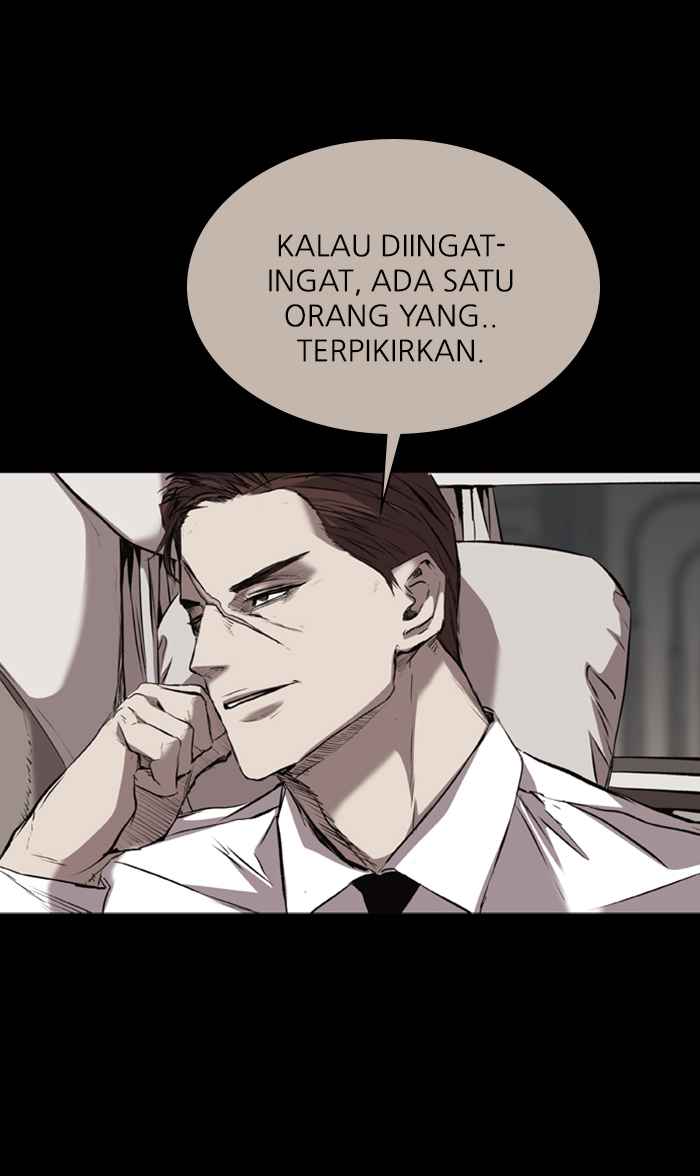 KALAU DIINGAT-
INGAT, ADA SATU
ORANG YANG..
TERPIKIRKAN.